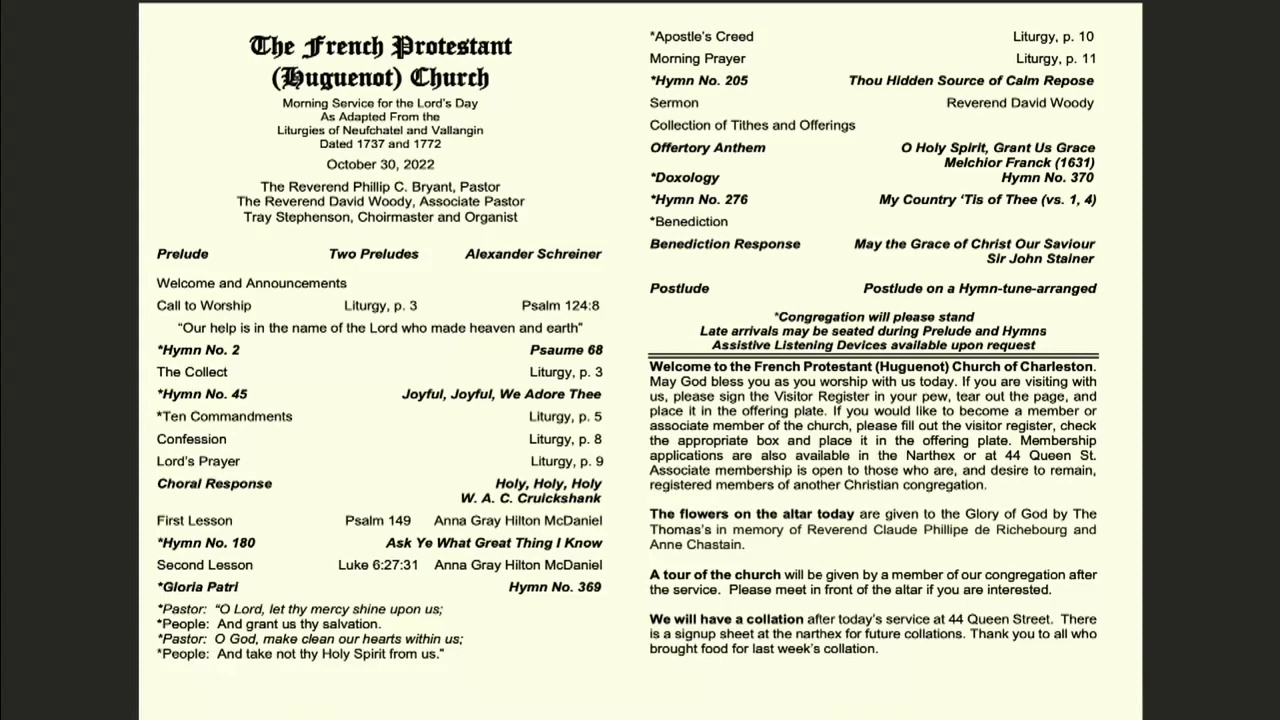 The French Protestant
(Huguenot) Church
Morning Service for the Lord's Day
As Adapted From the
Liturgies of Neufchatel and Vallangin
Dated 1737 and 1772
October 30, 2022
The Reverend Phillip C. Bryant, Pastor
The Reverend David Woody, Associate Pastor
Tray Stephenson, Choirmaster and Organist
Prelude Two Preludes Alexander Schreiner
Welcome and Announcements
Call to Worship Liturgy, p. 3 Psalm 124:8
"Our help is in the name of the Lord who made heaven and earth"
*Hymn No. 2 Psaume 68
The Collect Liturgy, p. 3
*Hymn No. 45 Joyful, Joyful, We Adore Thee
*Ten Commandments Liturgy, p. 5
Confession Liturgy, p. 8
Lord's Prayer Liturgy, p. 9
Choral Response Holy, Holy, Holy
W. A. C. Cruickshank
First Lesson Psalm 149 Anna Gray Hilton McDaniel
*Hymn No. 180 Ask Ye What Great Thing I Know
Second Lesson Luke 6:27:31 Anna Gray Hilton McDaniel
*Gloria Patri Hymn No. 369
*Pastor: "O Lord, let thy mercy shine upon us;
*People: And grant us thy salvation.
*Pastor: O God, make clean our hearts within us;
*People: And take not thy Holy Spirit from us."
*Apostle's Creed Liturgy, p. 10
Morning Prayer Liturgy, p. 11
*Hymn No. 205 Thou Hidden Source of Calm Repose
Sermon Reverend David Woody
Collection of Tithes and Offerings
Offertory Anthem O Holy Spirit, Grant Us Grace
Melchior Franck (1631)
*Doxology Hymn No. 370
*Hymn No. 276 My Country 'Tis of Thee (vs. 1, 4)
*Benediction
Benediction Response May the Grace of Christ Our Saviour
Sir John Stainer
Postlude Postlude on a Hymn-tune-arranged
*Congregation will please stand
Late arrivals may be seated during Prelude and Hymns
Assistive Listening Devices available upon request
Welcome to the French Protestant (Huguenot) Church of Charleston.
May God bless you as you worship with us today. If you are visiting with
us, please sign the Visitor Register in your pew, tear out the page, and
place it in the offering plate. If you would like to become a member or
associate member of the church, please fill out the visitor register, check
the appropriate box and place it in the offering plate. Membership
applications are also available in the Narthex or at 44 Queen St.
Associate membership is open to those who are, and desire to remain,
registered members of another Christian congregation.
The flowers on the altar today are given to the Glory of God by The
Thomas's in memory of Reverend Claude Phillipe de Richebourg and
Anne Chastain.
A tour of the church will be given by a member of our congregation after
the service. Please meet in front of the altar if you are interested.
We will have a collation after today's service at 44 Queen Street. There
is a signup sheet at the narthex for future collations. Thank you to all who
brought food for last week's collation.